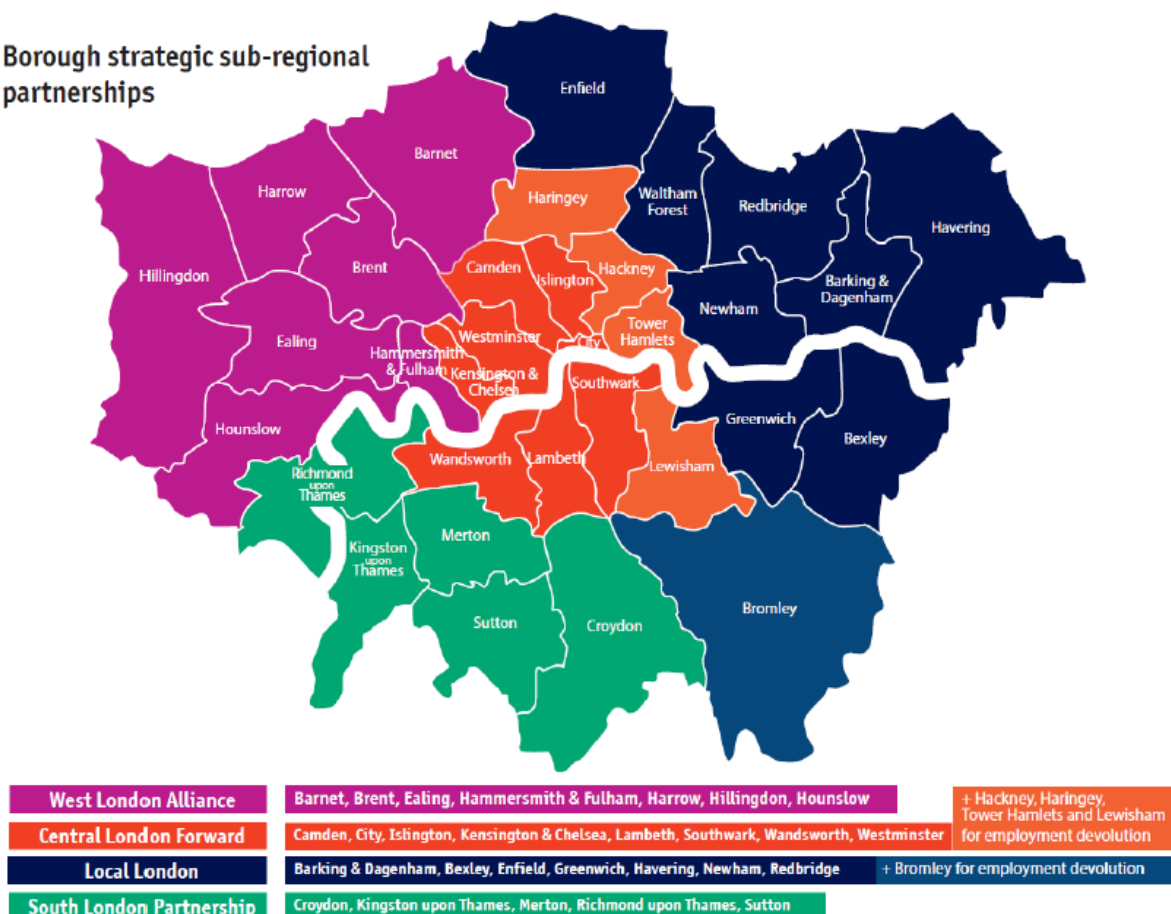 Borough strategic sub-regional
partnerships
Enfield
Barnet
Harrow
Haringey
Waltham
Forest
Redbridge
Havering
Hillingdon
Brent
Camden
Islington
Hackney
Barking &
Dagenham
Newham
Ealing
Westminster
City
Tower
Hamlets
Hammersmith
& Fulham
Kensington &
Chelsea
Southwark
Greenwich
Hounslow
Bexley
Wandsworth
Lambeth
Lewisham
Richmond
upon
Thames
Merton
Kingston
upon
Thames
Sutton
Croydon
Bromley
West London Alliance
Barnet, Brent, Ealing, Hammersmith & Fulham, Harrow, Hillingdon, Hounslow
+ Hackney, Haringey,
Tower Hamlets and Lewisham
for employment devolution
Central London Forward
Camden, City, Islington, Kensington & Chelsea, Lambeth, Southwark, Wandsworth, Westminster
Local London
Barking & Dagenham, Bexley, Enfield, Greenwich, Havering, Newham, Redbridge
+ Bromley for employment devolution
South London Partnership
Croydon, Kingston upon Thames, Merton, Richmond upon Thames, Sutton